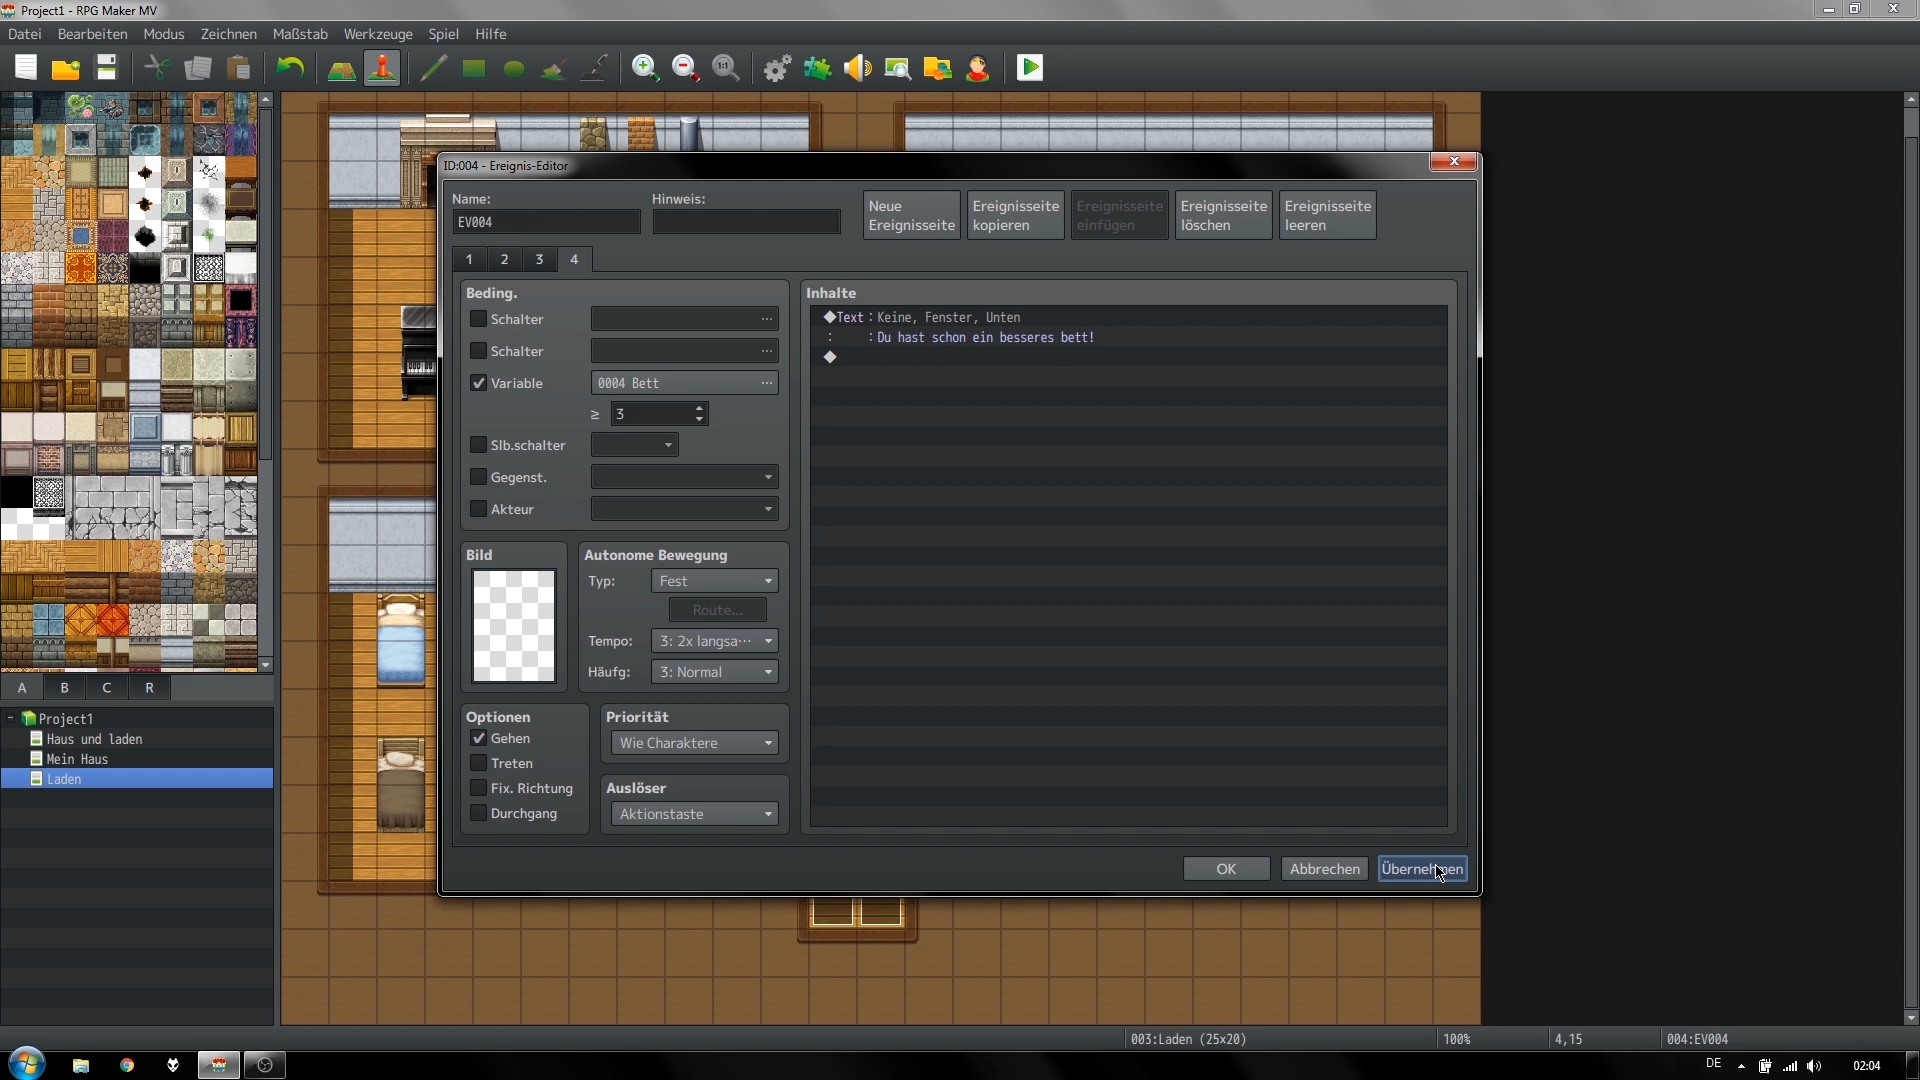 Project1 - RPG Maker MV
Datei Bearbeiten Modus Zeichnen Maßstab Werkzeuge Spiel Hilfe
1:1
ID:004 - Ereignis-Editor
Name:
EV004
Hinweis:
Neue Ereignisseite
Ereignisseite kopieren
Ereignisseite einfügen
Ereignisseite löschen
Ereignisseite leeren
1 2 3 4
Beding.
Schalter ...
Schalter ...
Variable 0004 Bett ...
≥ 3
Slb.schalter
Gegenst.
Akteur
Bild
Autonome Bewegung
Typ: Fest
Route...
Tempo: 3: 2x langsa...
Häufg: 3: Normal
Optionen
Gehen
Treten
Fix. Richtung
Durchgang
Priorität
Wie Charaktere
Auslöser
Aktionstaste
Inhalte
◆Text : Keine, Fenster, Unten
: : Du hast schon ein besseres bett!
◆
OK Abbrechen Übernehmen
A B C R
Project1
Haus und laden
Mein Haus
Laden
003:Laden (25x20) 100% 4,15 004:EV004
DE 02:04